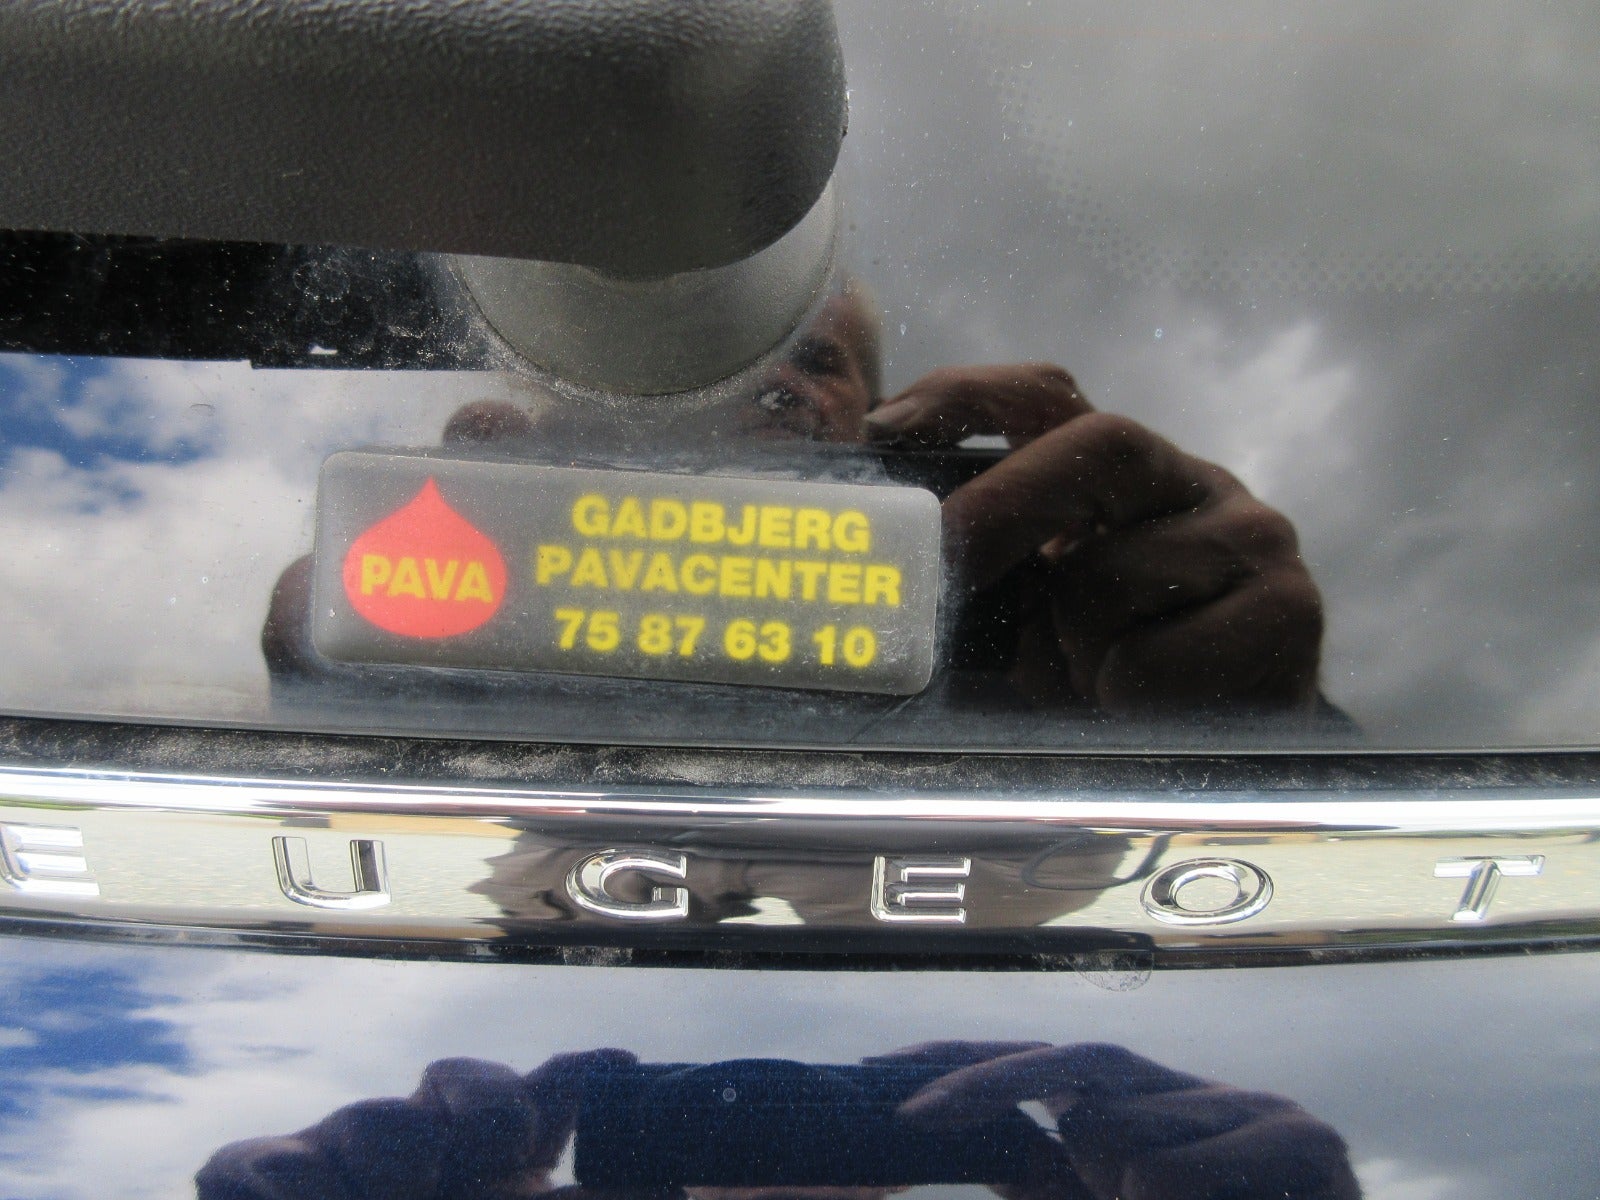 PAVA
GADBJERG
PAVACENTER
75 87 63 10
EUGEOT